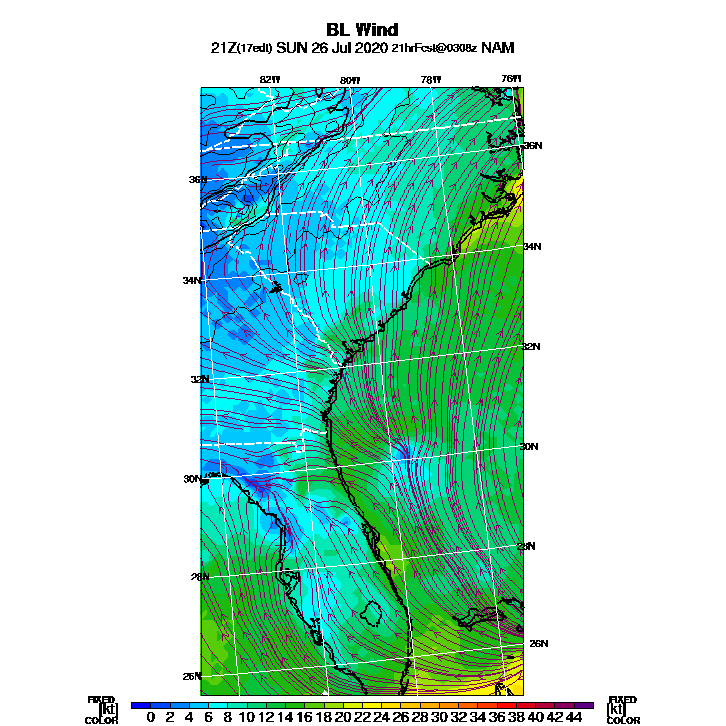 BL Wind
21Z(17edt) SUN 26 Jul 2020 21hrFcst@0308z NAM
82W 80W 78W 76W
36N
36N
34N
34N
32N
32N
30N
30N
28N
28N
26N
26N
FIXED FIXED
[kt] [kt]
COLOR 0 2 4 6 8 10 12 14 16 18 20 22 24 26 28 30 32 34 36 38 40 42 44 COLOR